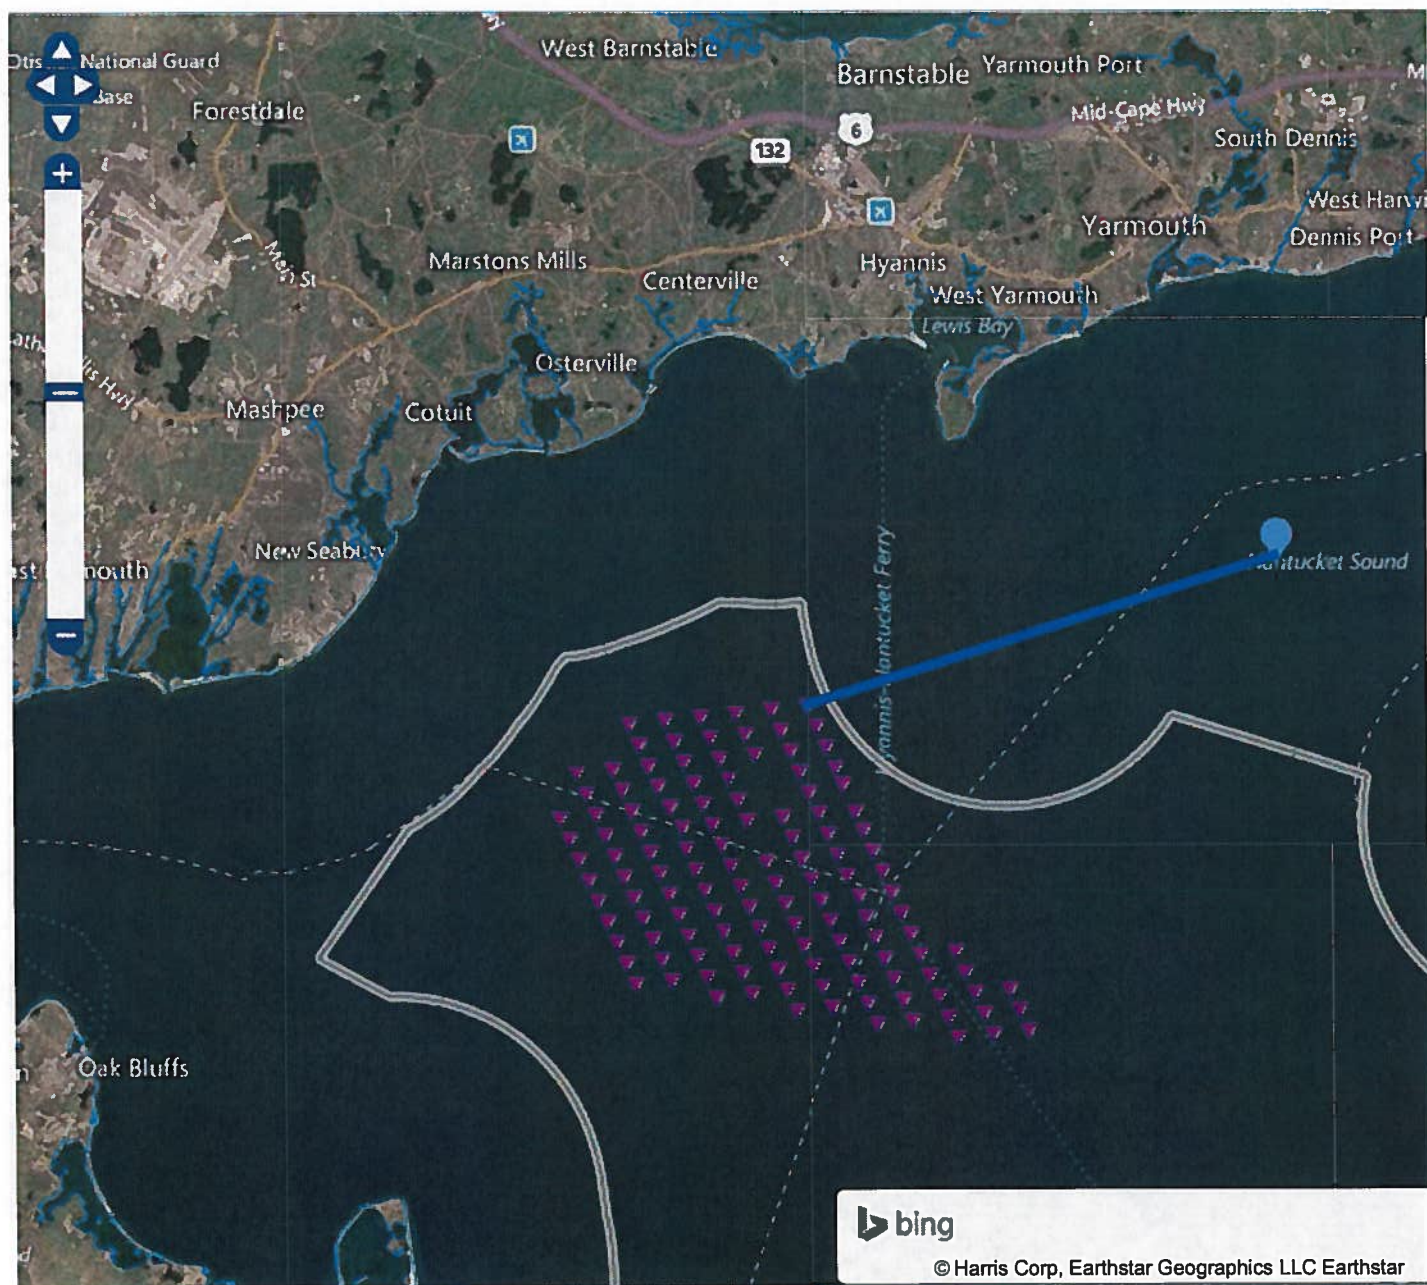 West Barnstable
Barnstable
Yarmouth Port
National Guard
Base
Forestdale
Mid-Cape Hwy
6
132
South Dennis
West Harwi
Yarmouth
Dennis Port
Main St
Marstons Mills
Centerville
Hyannis
West Yarmouth
Lewis Bay
Osterville
Mashpee
Cotuit
New Seabury
Nantucket Sound
Hyannis-Nantucket Ferry
Oak Bluffs
bing
© Harris Corp, Earthstar Geographics LLC Earthstar